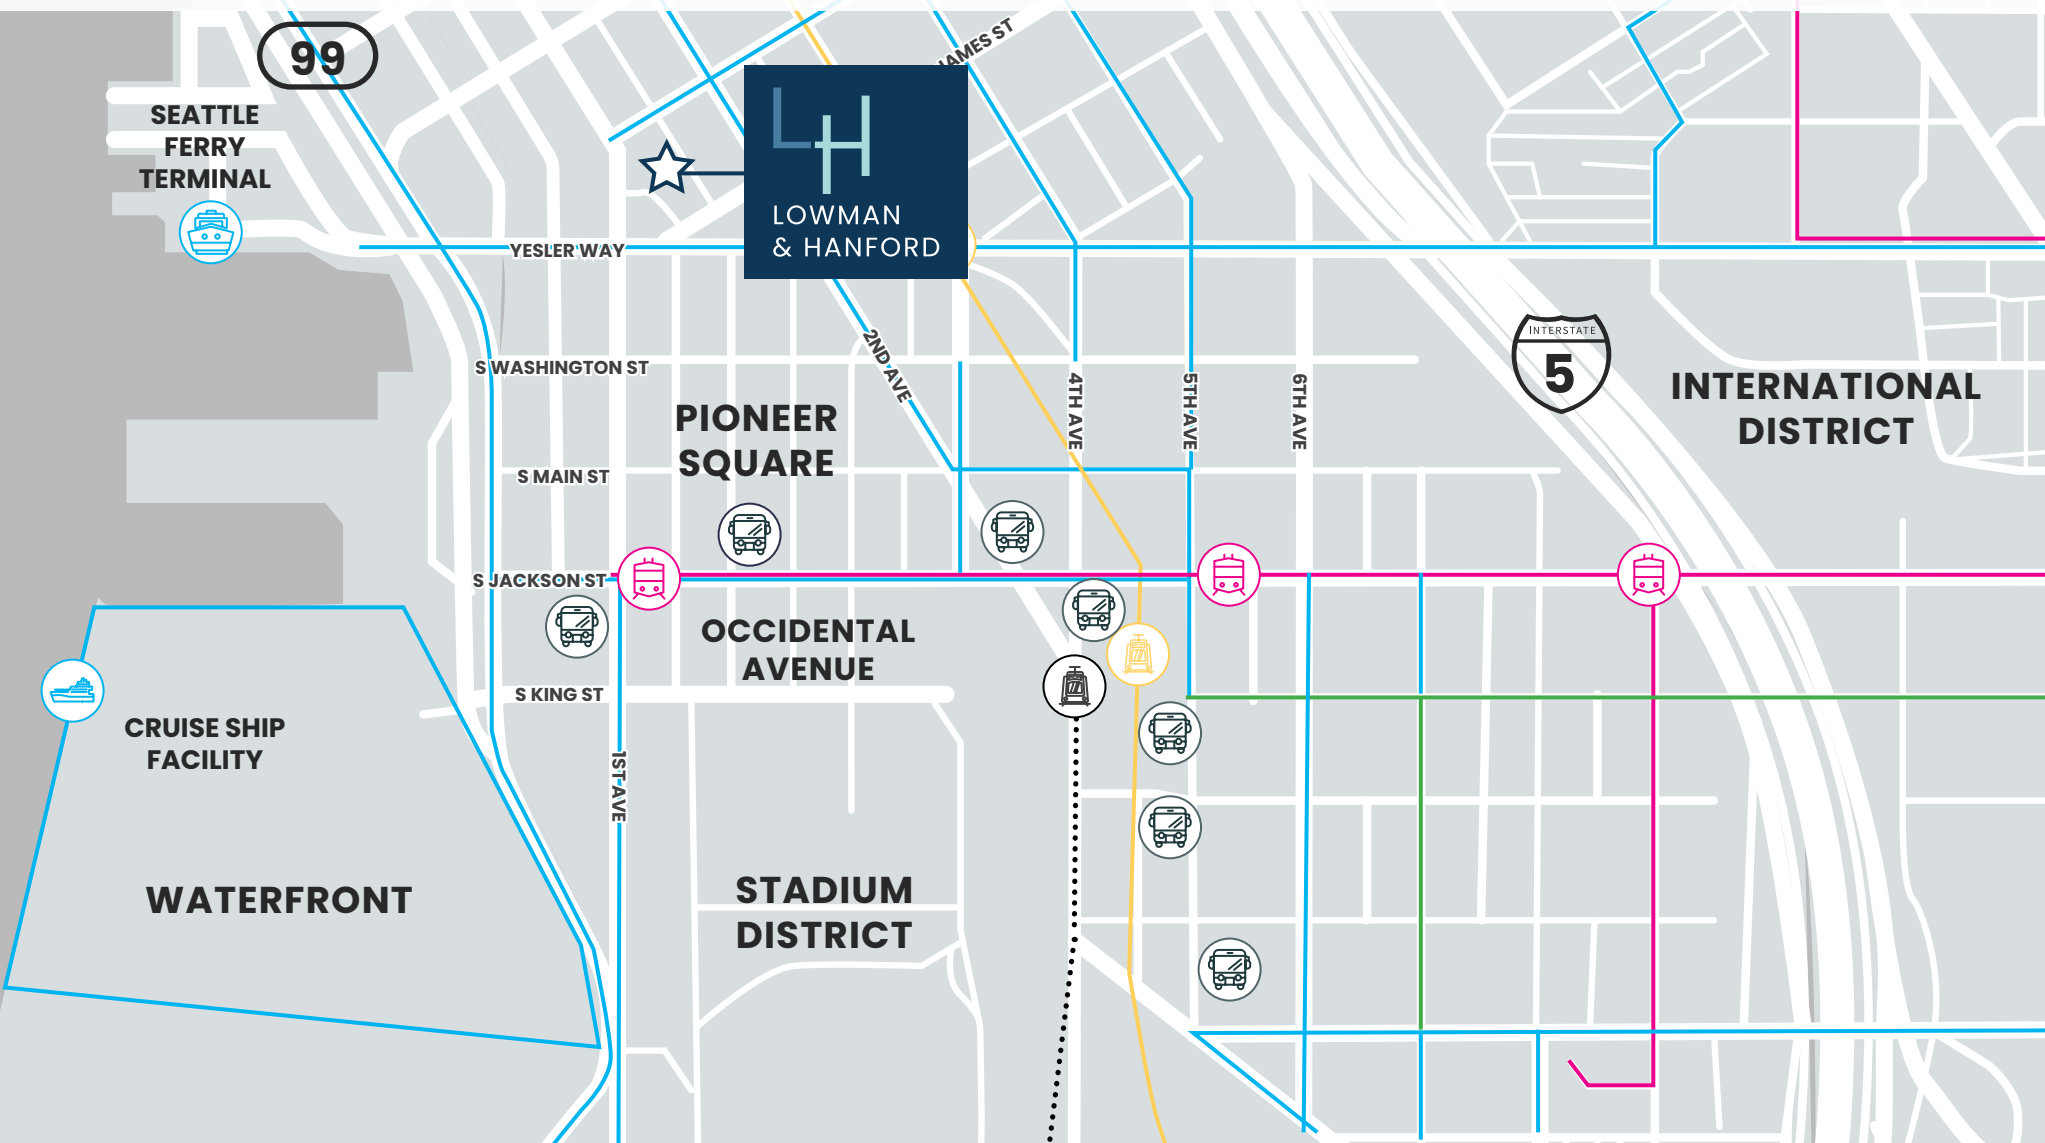 99
JAMES ST
SEATTLE
FERRY
TERMINAL
LH
LOWMAN
& HANFORD
YESLER WAY
INTERSTATE
5
2ND AVE
S WASHINGTON ST
4TH AVE
5TH AVE
6TH AVE
INTERNATIONAL
DISTRICT
PIONEER
SQUARE
S MAIN ST
S JACKSON ST
OCCIDENTAL
AVENUE
S KING ST
CRUISE SHIP
FACILITY
1ST AVE
WATERFRONT
STADIUM
DISTRICT